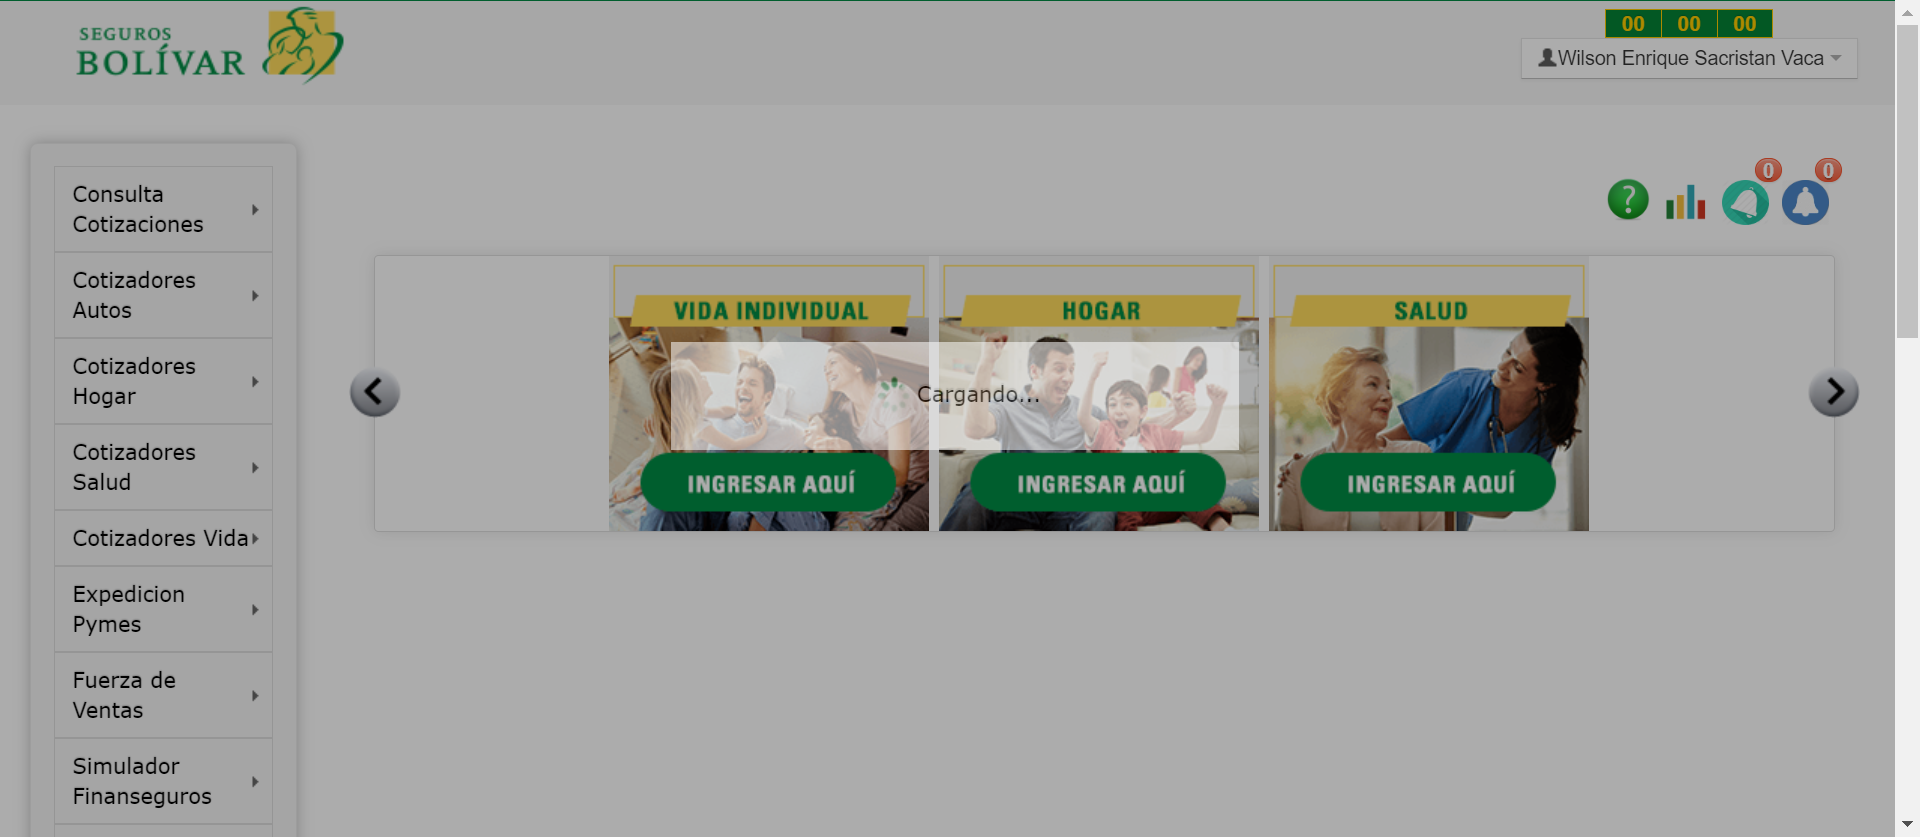 SEGUROS
BOLÍVAR
00 00 00
Wilson Enrique Sacristan Vaca
0 0
?
Consulta
Cotizaciones
Cotizadores
Autos
Cotizadores
Hogar
Cotizadores
Salud
Cotizadores Vida
Expedicion
Pymes
Fuerza de
Ventas
Simulador
Finanseguros
VIDA INDIVIDUAL
INGRESAR AQUÍ
HOGAR
INGRESAR AQUÍ
SALUD
INGRESAR AQUÍ
Cargando...